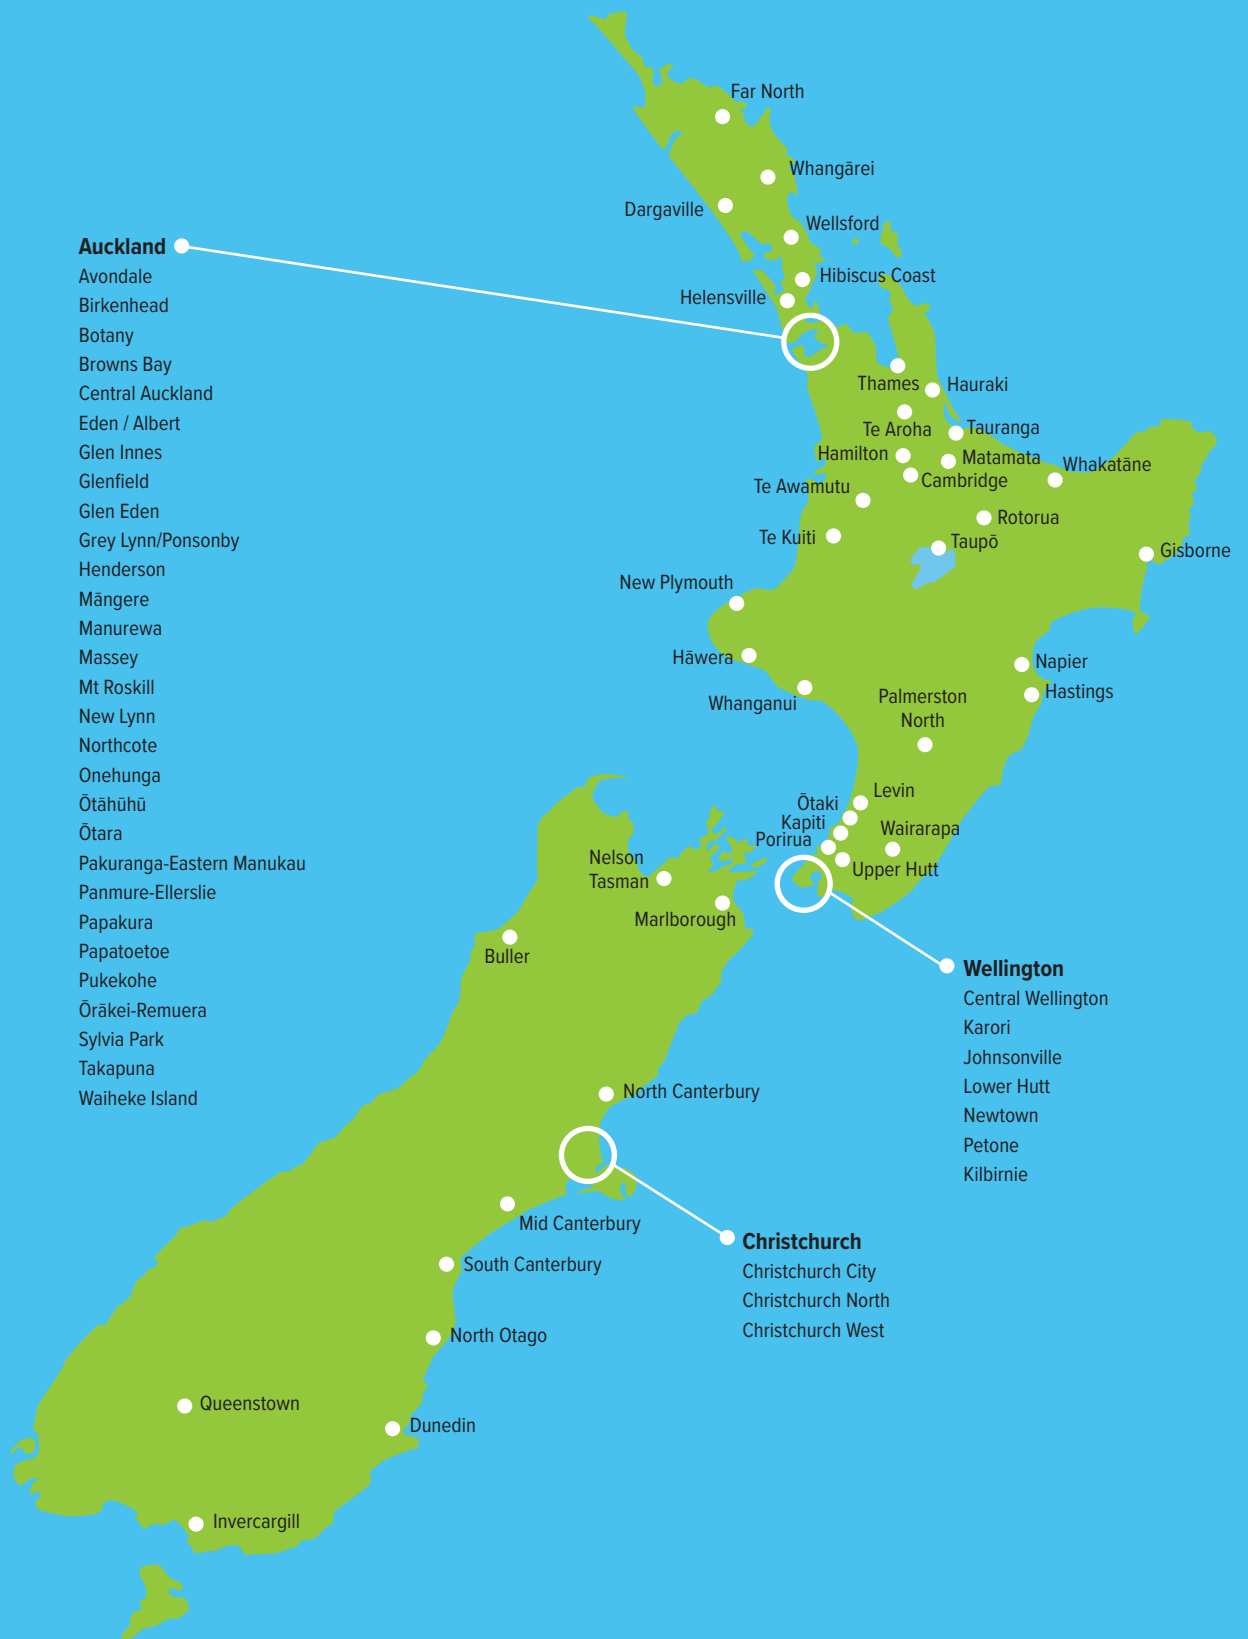 Far North
Whangārei
Dargaville
Wellsford
Hibiscus Coast
Helensville
Auckland
Avondale
Birkenhead
Botany
Browns Bay
Central Auckland
Eden / Albert
Glen Innes
Glenfield
Glen Eden
Grey Lynn/Ponsonby
Henderson
Māngere
Manurewa
Massey
Mt Roskill
New Lynn
Northcote
Onehunga
Ōtāhūhū
Ōtara
Pakuranga-Eastern Manukau
Panmure-Ellerslie
Papakura
Papatoetoe
Pukekohe
Ōrākei-Remuera
Sylvia Park
Takapuna
Waiheke Island
Thames
Hauraki
Te Aroha
Tauranga
Hamilton
Matamata
Whakatāne
Cambridge
Te Awamutu
Rotorua
Te Kuiti
Taupō
Gisborne
New Plymouth
Hāwera
Napier
Hastings
Whanganui
Palmerston
North
Levin
Ōtaki
Kapiti
Wairarapa
Porirua
Upper Hutt
Nelson
Tasman
Marlborough
Buller
Wellington
Central Wellington
Karori
Johnsonville
Lower Hutt
Newtown
Petone
Kilbirnie
North Canterbury
Mid Canterbury
Christchurch
Christchurch City
Christchurch North
Christchurch West
South Canterbury
North Otago
Queenstown
Dunedin
Invercargill